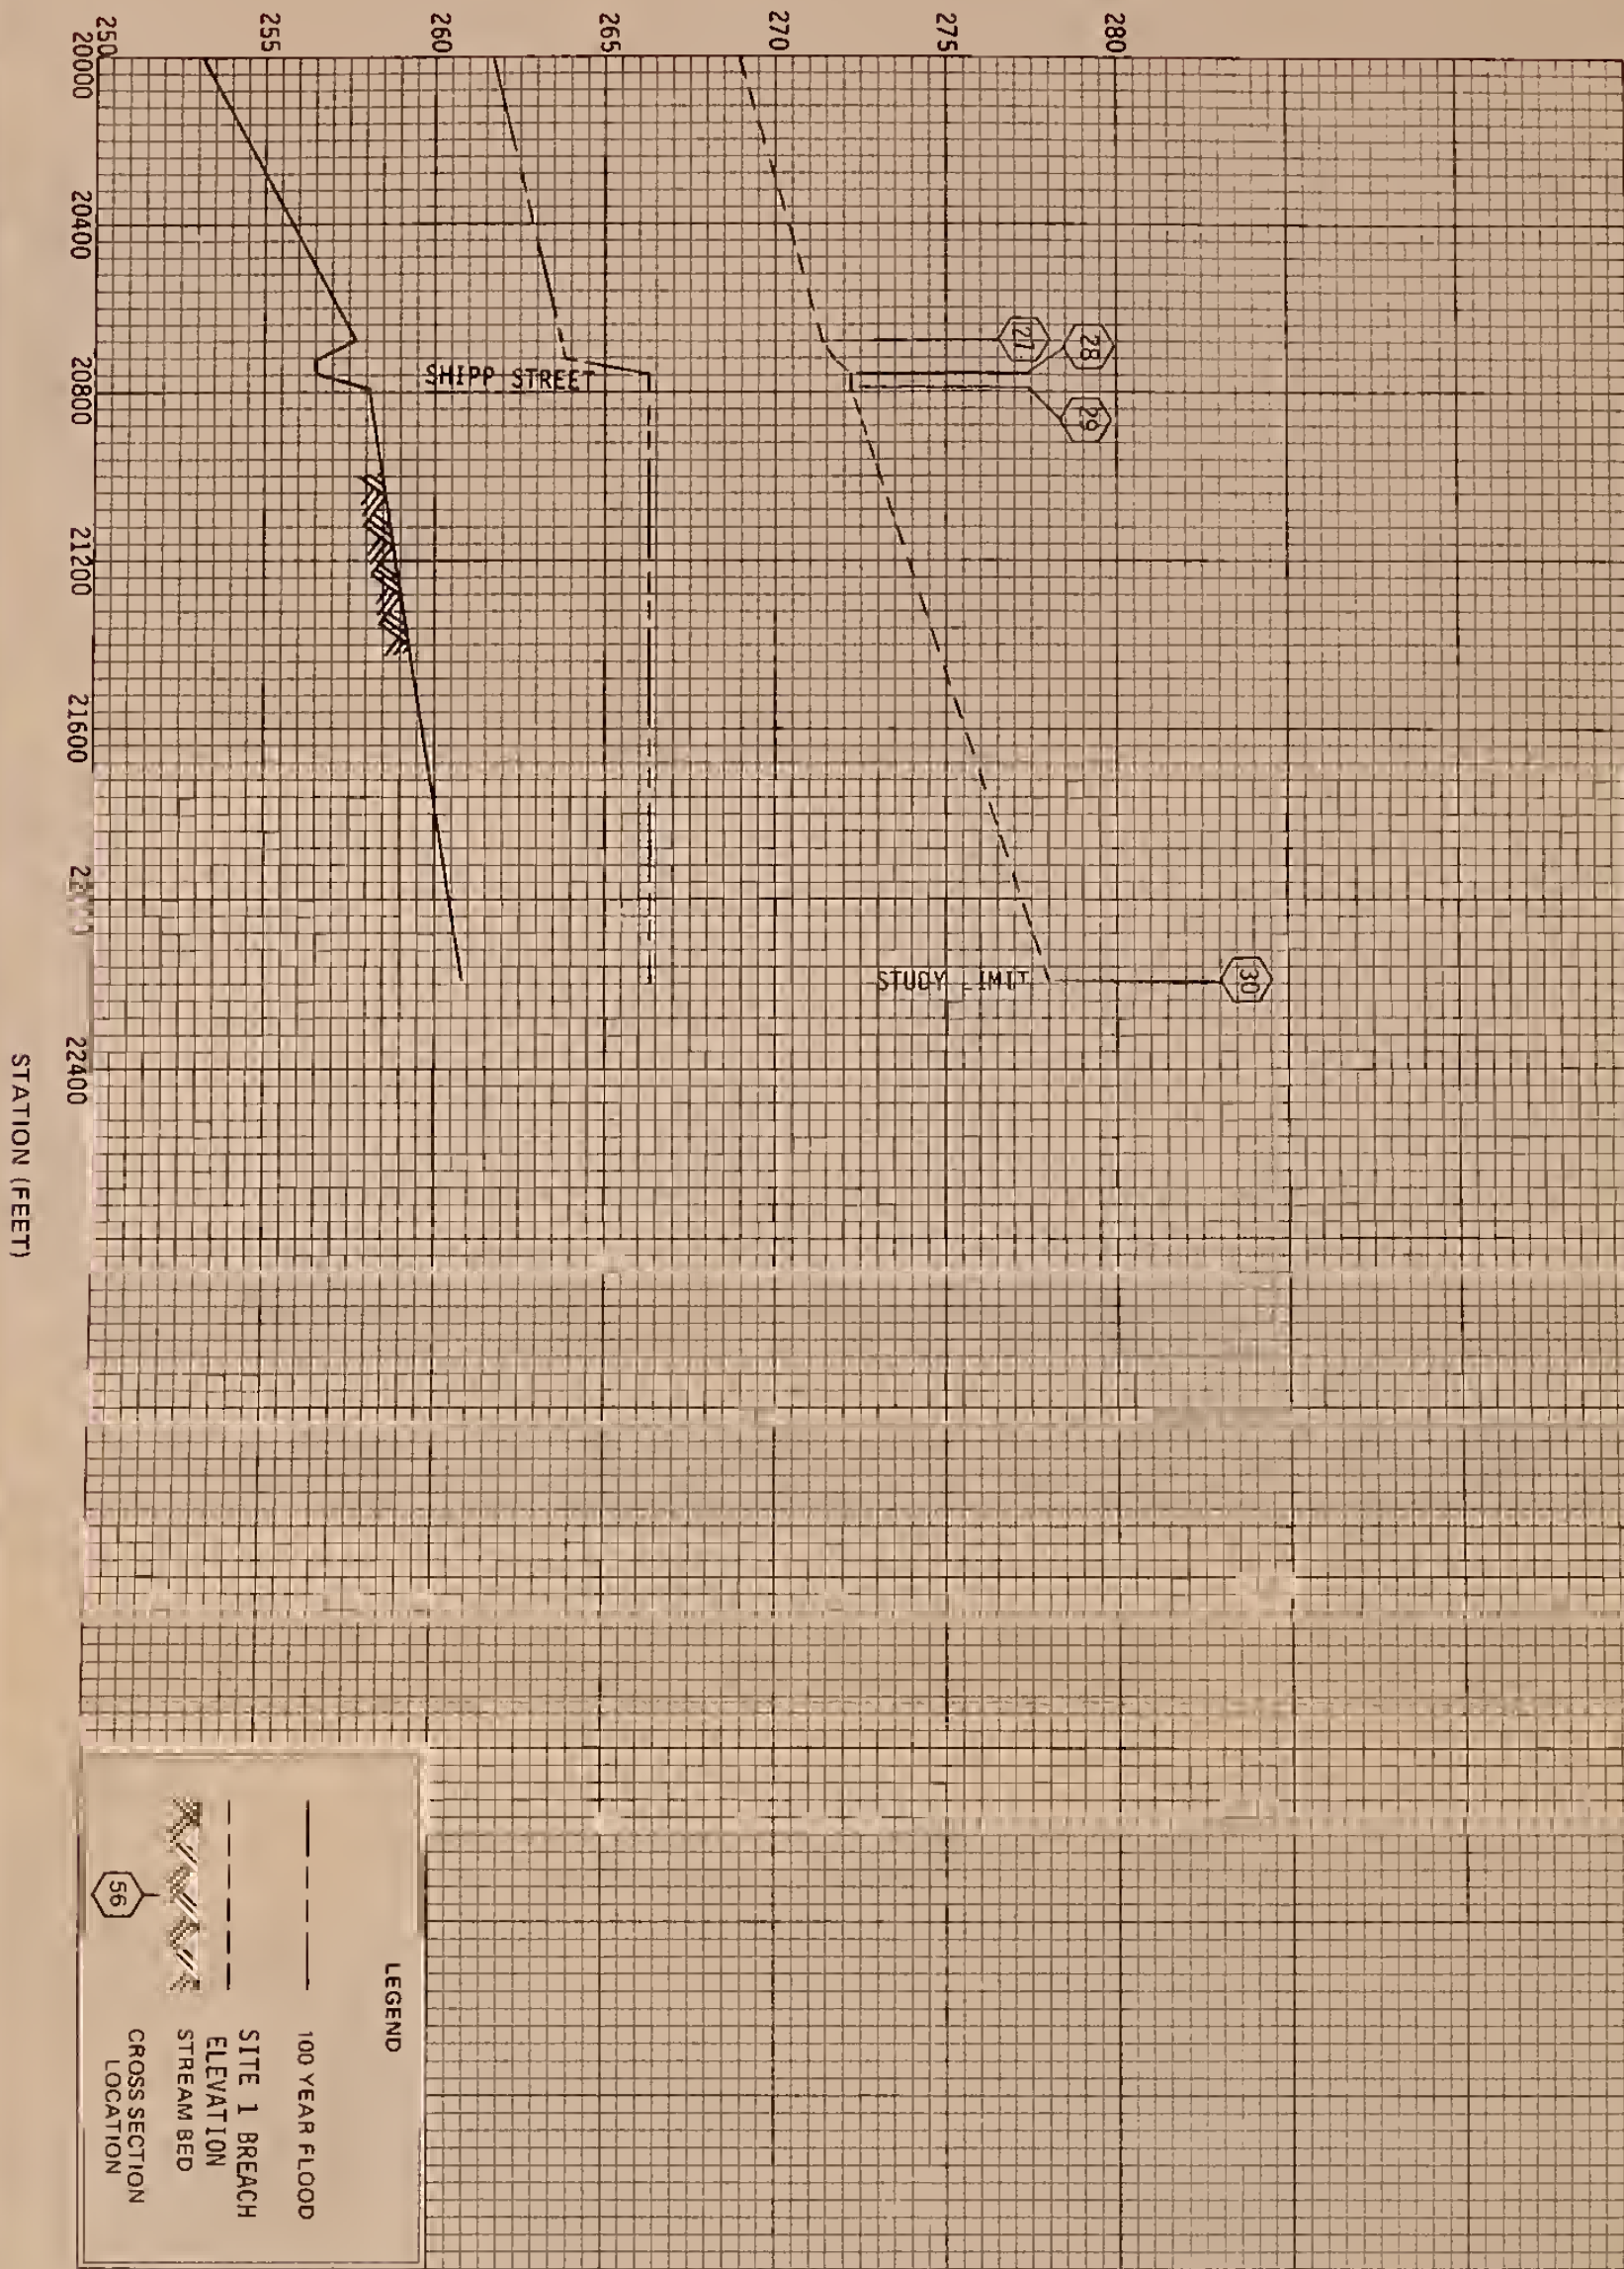 280
275
270
265
260
255
250
20000
20400
20800
21200
21600
22400
STATION (FEET)
27
28
29
30
SHIPP STREET
STUDY LIMIT
LEGEND
100 YEAR FLOOD
SITE 1 BREACH
ELEVATION
STREAM BED
56
CROSS SECTION
LOCATION